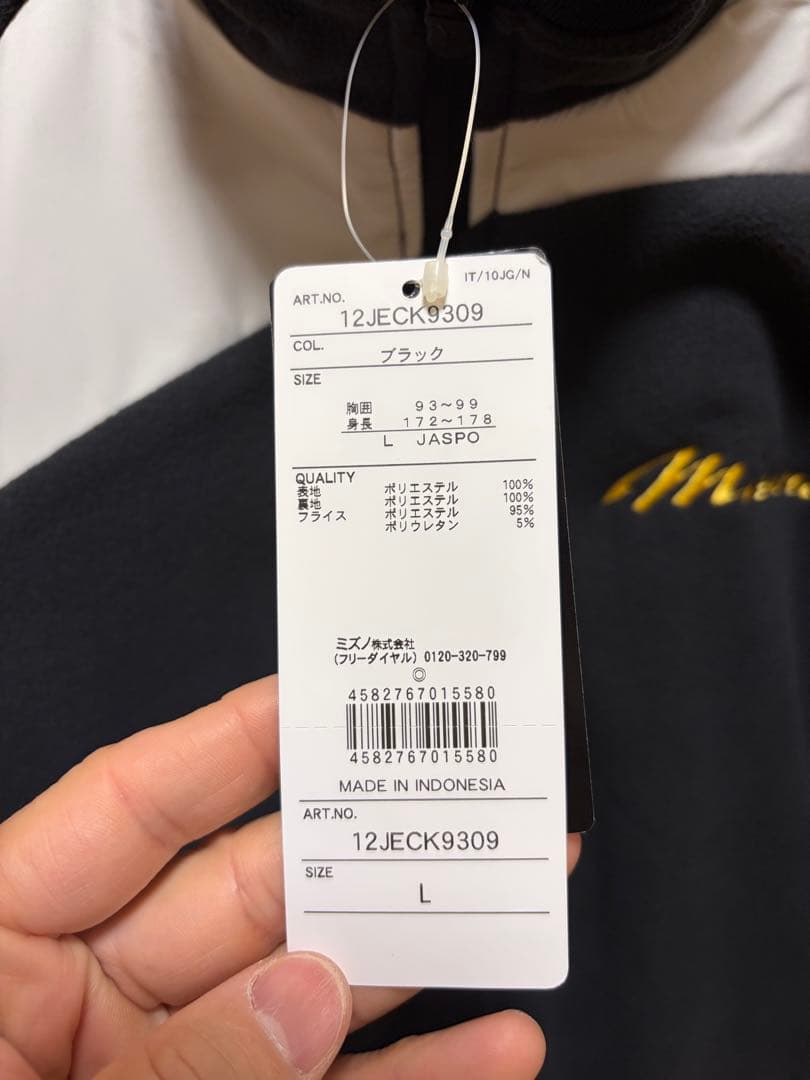 IT/10JG/N
ART.NO.
12JECK9309
COL.
ブラック
SIZE
胸囲 93~99
身長 172~178
L JASPO
QUALITY
表地 ポリエステル 100%
裏地 ポリエステル 100%
フライス ポリエステル 95%
ポリウレタン 5%
ミズノ株式会社
(フリーダイヤル) 0120-320-799
◎
4582767015580
4582767015580
MADE IN INDONESIA
ART.NO.
12JECK9309
SIZE
L